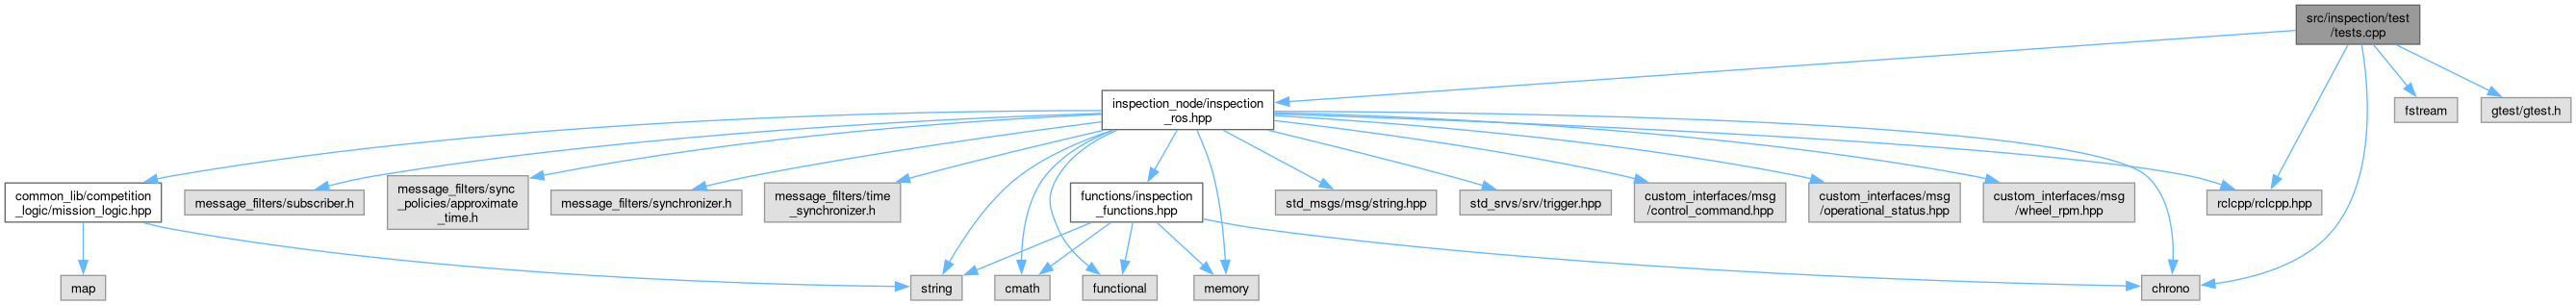 src/inspection/test
/tests.cpp
inspection_node/inspection
_ros.hpp
fstream
gtest/gtest.h
common_lib/competition
_logic/mission_logic.hpp
message_filters/subscriber.h
message_filters/sync
_policies/approximate
_time.h
message_filters/synchronizer.h
message_filters/time
_synchronizer.h
functions/inspection
_functions.hpp
std_msgs/msg/string.hpp
std_srvs/srv/trigger.hpp
custom_interfaces/msg
/control_command.hpp
custom_interfaces/msg
/operational_status.hpp
custom_interfaces/msg
/wheel_rpm.hpp
rclcpp/rclcpp.hpp
map
string
cmath
functional
memory
chrono